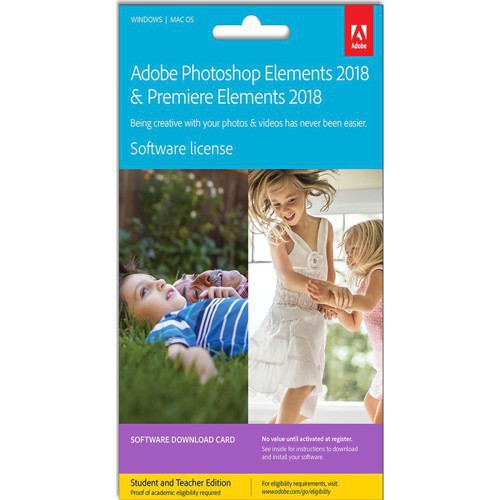 WINDOWS | MAC OS
Adobe
Adobe Photoshop Elements 2018
& Premiere Elements 2018
Being creative with your photos & videos has never been easier.
Software license
SOFTWARE DOWNLOAD CARD
No value until activated at register.
See inside for instructions to download
and install your software.
Student and Teacher Edition
Proof of academic eligibility required
For eligibility requirements, visit:
www.adobe.com/go/eligibility